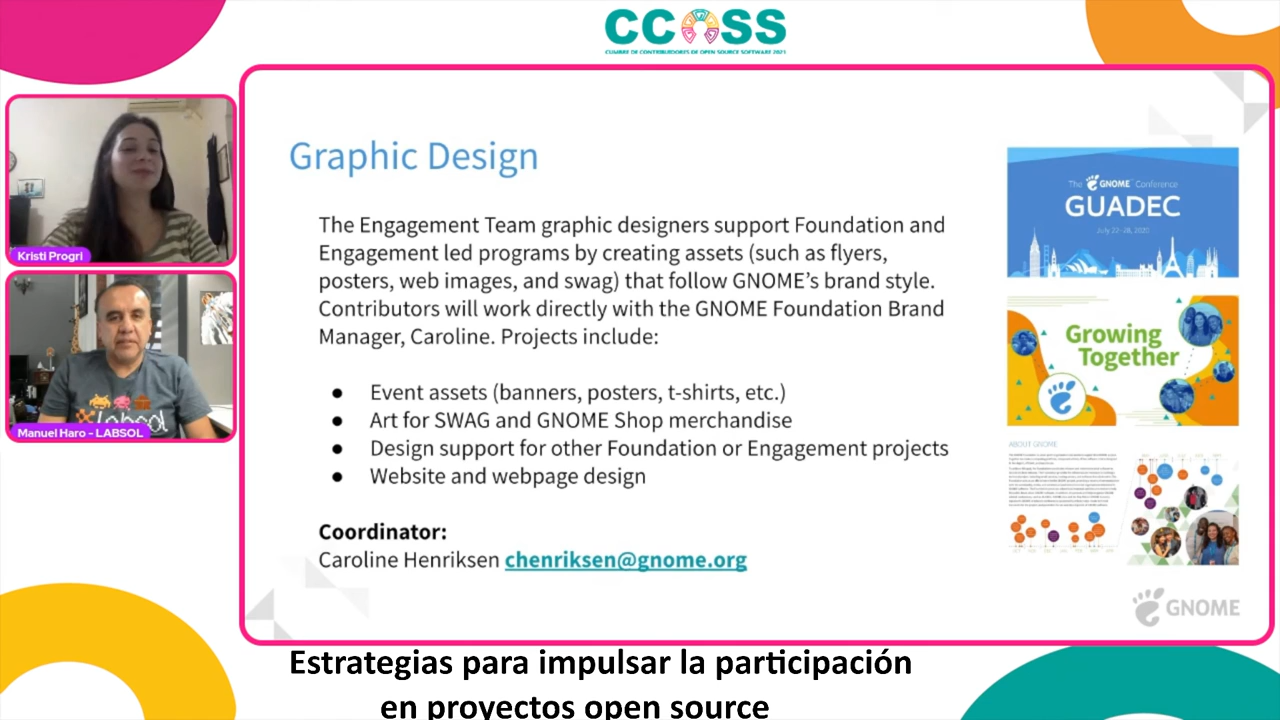 CCOSS
CUMBRE DE CONTRIBUIDORES DE OPEN SOURCE SOFTWARE 2021
Kristi Progri
Labsol
Manuel Haro - LABSOL
Graphic Design
The Engagement Team graphic designers support Foundation and
Engagement led programs by creating assets (such as flyers,
posters, web images, and swag) that follow GNOME's brand style.
Contributors will work directly with the GNOME Foundation Brand
Manager, Caroline. Projects include:
● Event assets (banners, posters, t-shirts, etc.)
● Art for SWAG and GNOME Shop merchandise
● Design support for other Foundation or Engagement projects
● Website and webpage design
Coordinator:
Caroline Henriksen chenriksen@gnome.org
The GNOME Conference
GUADEC
July 22-28, 2020
Growing
Together
ABOUT GNOME
GNOME
Estrategias para impulsar la participación
en proyectos open source